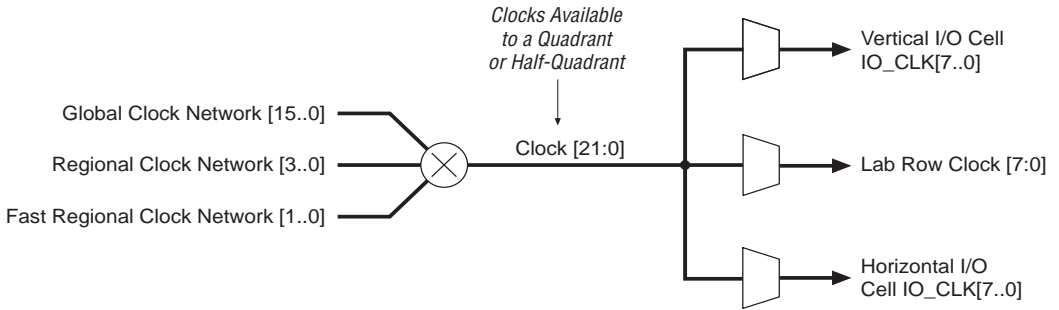 Clocks Available
to a Quadrant
or Half-Quadrant
Vertical I/O Cell
IO_CLK[7..0]
Global Clock Network [15..0]
Clock [21:0]
Regional Clock Network [3..0]
Lab Row Clock [7:0]
Fast Regional Clock Network [1..0]
Horizontal I/O
Cell IO_CLK[7..0]